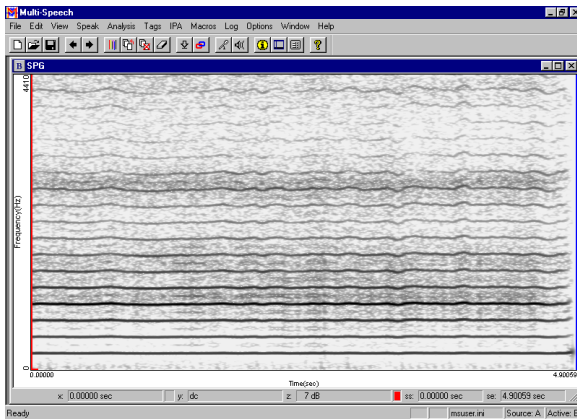 Multi-Speech
File Edit View Speak Analysis Tags IPA Macros Log Options Window Help
B SPG
4410
Frequency(Hz)
0
0.00000 4.90059
Time(sec)
x: 0.00000 sec y: dc z: 7 dB ss: 0.00000 sec se: 4.90059 sec
Ready msuser.ini Source: A Active: B